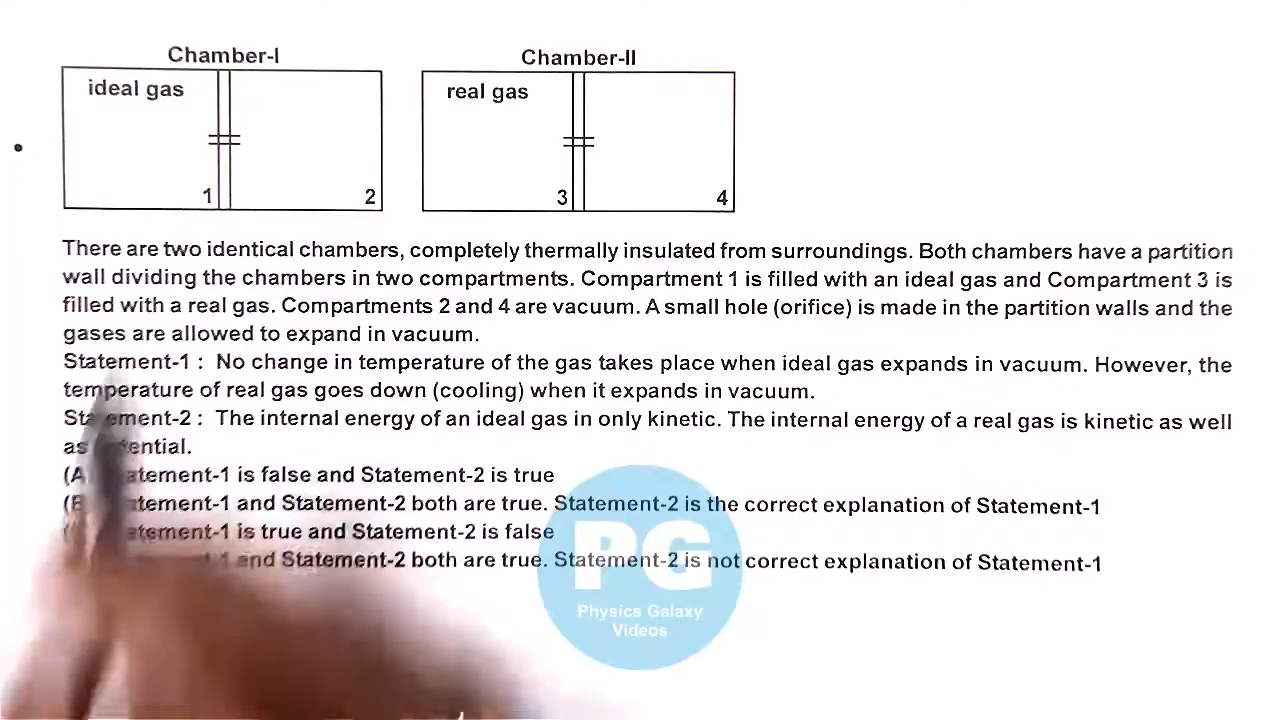 Chamber-I
Chamber-II
ideal gas
real gas
1
2
3
4
There are two identical chambers, completely thermally insulated from surroundings. Both chambers have a partition
wall dividing the chambers in two compartments. Compartment 1 is filled with an ideal gas and Compartment 3 is
filled with a real gas. Compartments 2 and 4 are vacuum. A small hole (orifice) is made in the partition walls and the
gases are allowed to expand in vacuum.
Statement-1 : No change in temperature of the gas takes place when ideal gas expands in vacuum. However, the
temperature of real gas goes down (cooling) when it expands in vacuum.
Statement-2 : The internal energy of an ideal gas in only kinetic. The internal energy of a real gas is kinetic as well
as potential.
(A) Statement-1 is false and Statement-2 is true
(B) Statement-1 and Statement-2 both are true. Statement-2 is the correct explanation of Statement-1
Statement-1 is true and Statement-2 is false
and Statement-2 both are true. Statement-2 is not correct explanation of Statement-1
PG
Physics Galaxy
Videos